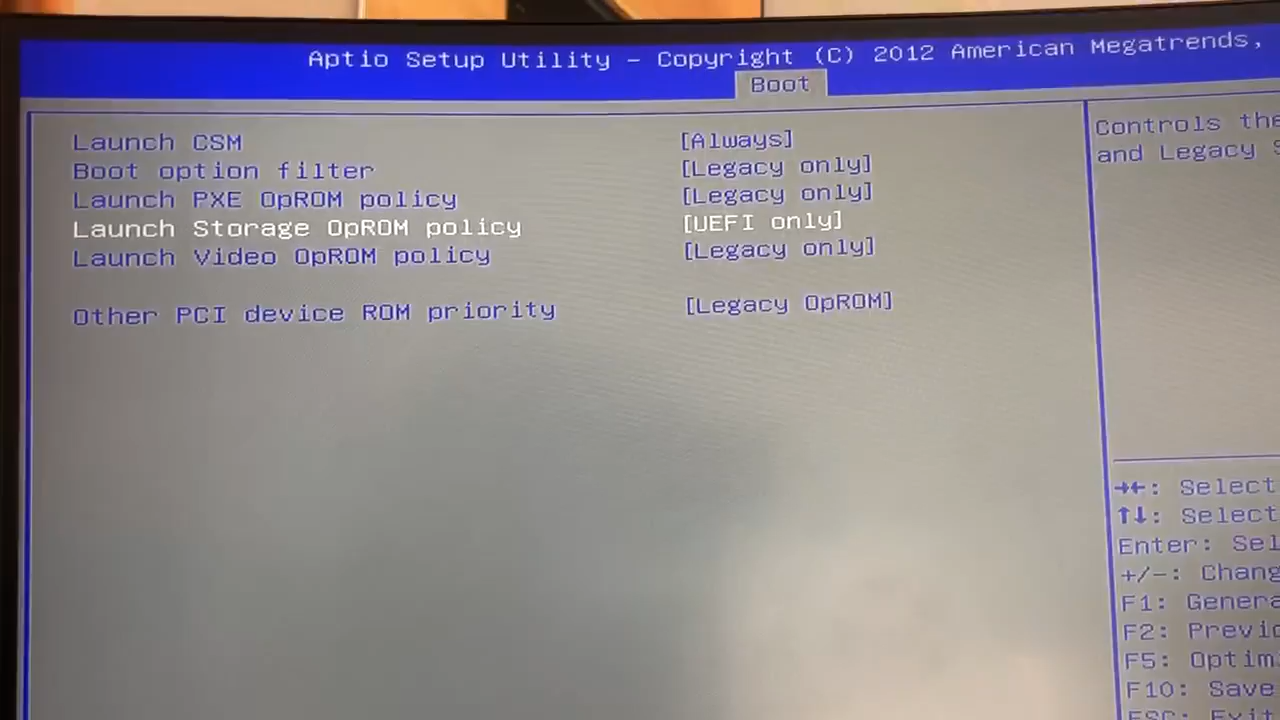 Aptio Setup Utility – Copyright (C) 2012 American Megatrends,
Boot
Launch CSM [Always]
Boot option filter [Legacy only]
Launch PXE OpROM policy [Legacy only]
Launch Storage OpROM policy [UEFI only]
Launch Video OpROM policy [Legacy only]
Other PCI device ROM priority [Legacy OpROM]
Controls the
and Legacy S
→←: Select
↑↓: Select
Enter: Sel
+/-: Chang
F1: Genera
F2: Previo
F5: Optim
F10: Save
ESC: Exit